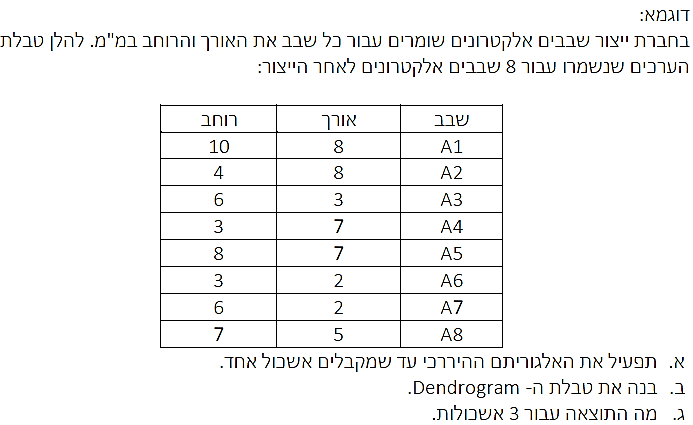 דוגמא:
בחברת ייצור שבבים אלקטרונים שומרים עבור כל שבב את האורך והרוחב במ"מ. להלן טבלת
הערכים שנשמרו עבור 8 שבבים אלקטרונים לאחר הייצור:
שבב אורך רוחב
A1 8 10
A2 8 4
A3 3 6
A4 7 3
A5 7 8
A6 2 3
A7 2 6
A8 5 7
א. תפעיל את האלגוריתם ההיררכי עד שמקבלים אשכול אחד.
ב. בנה את טבלת ה- Dendrogram.
ג. מה התוצאה עבור 3 אשכולות.